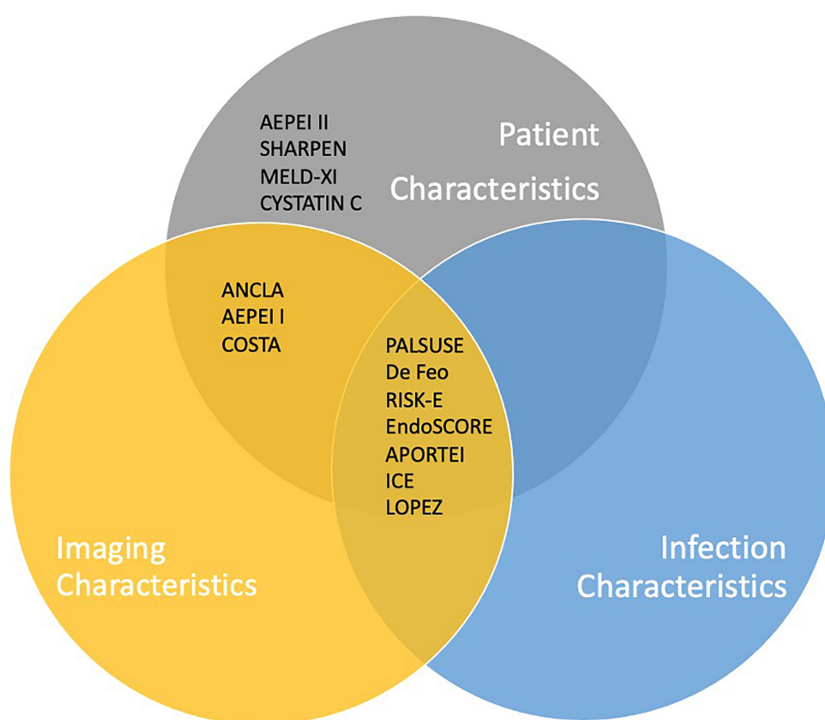 AEPEI II
SHARPEN
MELD-XI
CYSTATIN C
Patient
Characteristics
ANCLA
AEPEI I
COSTA
PALSUSE
De Feo
RISK-E
EndoSCORE
APORTEI
ICE
LOPEZ
Imaging
Characteristics
Infection
Characteristics